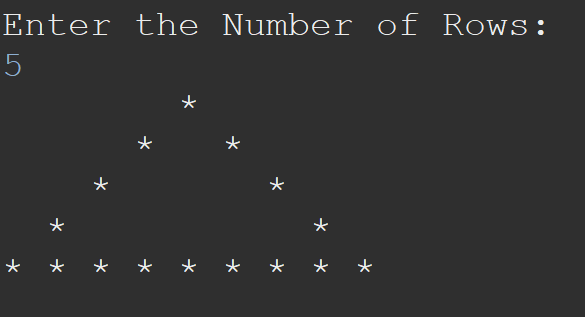 Enter the Number of Rows:
5
                *
            *       *
        *               *
    *                       *
*   *   *   *   *   *   *   *   *